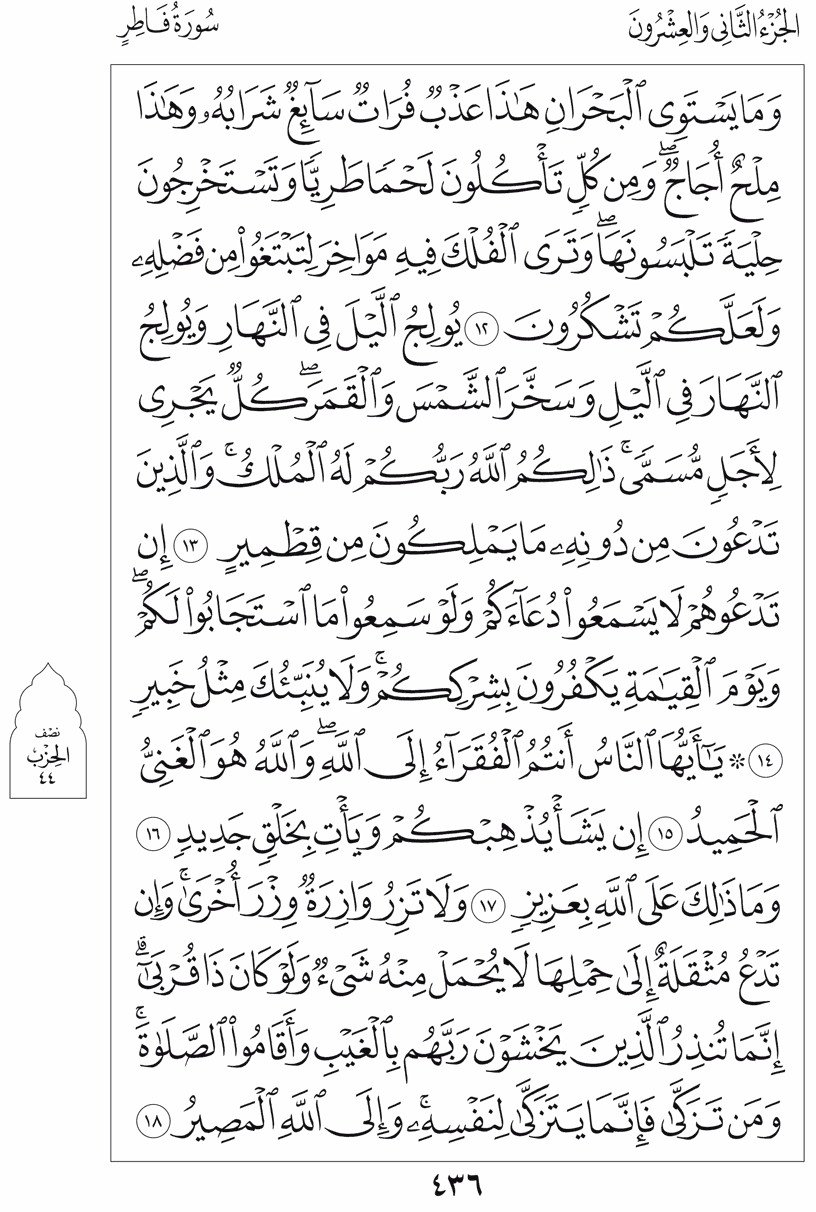 الجُزْءُ الثَّانِي وَالعِشْرُونَ
سُورَةُ فَاطِرٍ
وَمَا يَسْتَوِى ٱلْبَحْرَانِ هَـٰذَا عَذْبٌ فُرَاتٌ سَآئِغٌ شَرَابُهُۥ وَهَـٰذَا
مِلْحٌ أُجَاجٌ ۖ وَمِن كُلٍّ تَأْكُلُونَ لَحْمًا طَرِيًّا وَتَسْتَخْرِجُونَ
حِلْيَةً تَلْبَسُونَهَا ۖ وَتَرَى ٱلْفُلْكَ فِيهِ مَوَاخِرَ لِتَبْتَغُوا۟ مِن فَضْلِهِۦ
وَلَعَلَّكُمْ تَشْكُرُونَ ١٢ يُولِجُ ٱلَّيْلَ فِى ٱلنَّهَارِ وَيُولِجُ
ٱلنَّهَارَ فِى ٱلَّيْلِ وَسَخَّرَ ٱلشَّمْسَ وَٱلْقَمَرَ ۖ كُلٌّ يَجْرِى
لِأَجَلٍ مُّسَمًّى ۚ ذَٰلِكُمُ ٱللَّهُ رَبُّكُمْ لَهُ ٱلْمُلْكُ ۚ وَٱلَّذِينَ
تَدْعُونَ مِن دُونِهِۦ مَا يَمْلِكُونَ مِن قِطْمِيرٍ ١٣ إِن
تَدْعُوهُمْ لَا يَسْمَعُوا۟ دُعَآءَكُمْ وَلَوْ سَمِعُوا۟ مَا ٱسْتَجَابُوا۟ لَكُمْ ۖ
وَيَوْمَ ٱلْقِيَـٰمَةِ يَكْفُرُونَ بِشِرْكِكُمْ ۚ وَلَا يُنَبِّئُكَ مِثْلُ خَبِيرٍ
١٤ ۞ يَـٰٓأَيُّهَا ٱلنَّاسُ أَنتُمُ ٱلْفُقَرَآءُ إِلَى ٱللَّهِ ۖ وَٱللَّهُ هُوَ ٱلْغَنِىُّ
ٱلْحَمِيدُ ١٥ إِن يَشَأْ يُذْهِبْكُمْ وَيَأْتِ بِخَلْقٍ جَدِيدٍ ١٦
وَمَا ذَٰلِكَ عَلَى ٱللَّهِ بِعَزِيزٍ ١٧ وَلَا تَزِرُ وَازِرَةٌ وِزْرَ أُخْرَىٰ ۚ وَإِن
تَدْعُ مُثْقَلَةٌ إِلَىٰ حِمْلِهَا لَا يُحْمَلْ مِنْهُ شَىْءٌ وَلَوْ كَانَ ذَا قُرْبَىٰٓ ۗ
إِنَّمَا تُنذِرُ ٱلَّذِينَ يَخْشَوْنَ رَبَّهُم بِٱلْغَيْبِ وَأَقَامُوا۟ ٱلصَّلَوٰةَ ۚ
وَمَن تَزَكَّىٰ فَإِنَّمَا يَتَزَكَّىٰ لِنَفْسِهِۦ ۚ وَإِلَى ٱللَّهِ ٱلْمَصِيرُ ١٨
نِصْف
الحِزْب
٤٤
٤٣٦